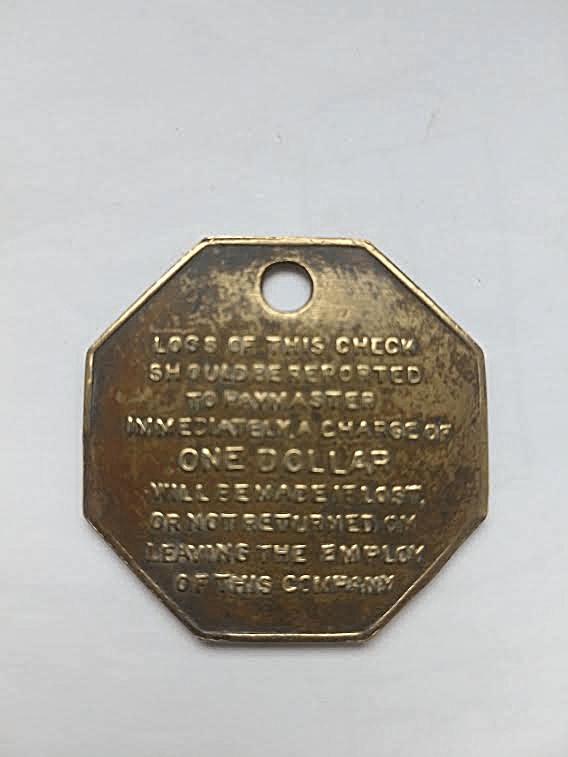 LOSS OF THIS CHECK
SHOULD BE REPORTED
TO PAYMASTER
IMMEDIATELY. A CHARGE OF
ONE DOLLAR
WILL BE MADE IF LOST,
OR NOT RETURNED ON
LEAVING THE EMPLOY
OF THIS COMPANY